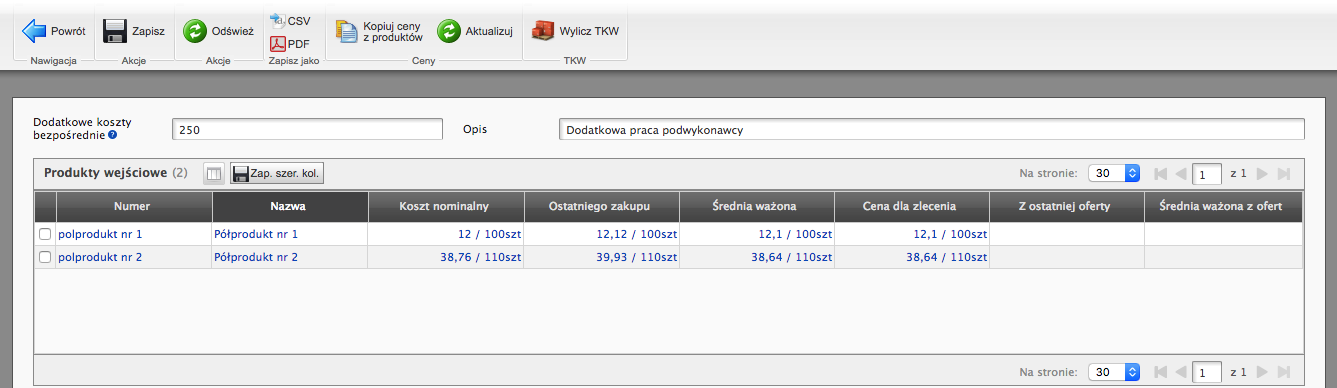 Powrót
Zapisz
Odśwież
CSV
PDF
Kopiuj ceny
z produktów
Aktualizuj
Wylicz TKW
Nawigacja
Akcje
Akcje
Zapisz jako
Ceny
TKW
Dodatkowe koszty
bezpośrednie
250
Opis
Dodatkowa praca podwykonawcy
Produkty wejściowe (2)
Zap. szer. kol.
Na stronie: 30 1 z 1
Numer Nazwa Koszt nominalny Ostatniego zakupu Średnia ważona Cena dla zlecenia Z ostatniej oferty Średnia ważona z ofert
polprodukt nr 1 Półprodukt nr 1 12 / 100szt 12,12 / 100szt 12,1 / 100szt 12,1 / 100szt
polprodukt nr 2 Półprodukt nr 2 38,76 / 110szt 39,93 / 110szt 38,64 / 110szt 38,64 / 110szt
Na stronie: 30 1 z 1